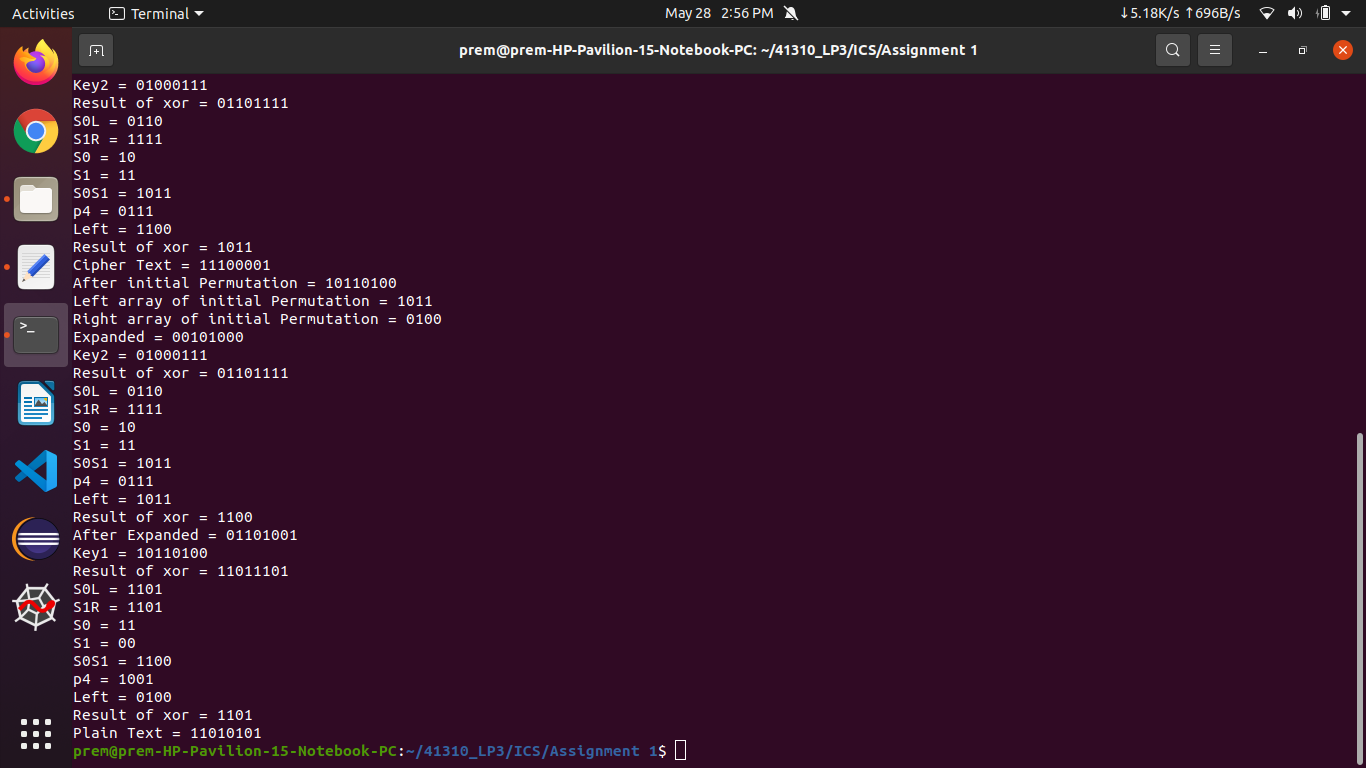 Activities
Terminal
May 28 2:56 PM
↓5.18K/s ↑696B/s
prem@prem-HP-Pavilion-15-Notebook-PC: ~/41310_LP3/ICS/Assignment 1
Key2 = 01000111
Result of xor = 01101111
S0L = 0110
S1R = 1111
S0 = 10
S1 = 11
S0S1 = 1011
p4 = 0111
Left = 1100
Result of xor = 1011
Cipher Text = 11100001
After initial Permutation = 10110100
Left array of initial Permutation = 1011
Right array of initial Permutation = 0100
Expanded = 00101000
Key2 = 01000111
Result of xor = 01101111
S0L = 0110
S1R = 1111
S0 = 10
S1 = 11
S0S1 = 1011
p4 = 0111
Left = 1011
Result of xor = 1100
After Expanded = 01101001
Key1 = 10110100
Result of xor = 11011101
S0L = 1101
S1R = 1101
S0 = 11
S1 = 00
S0S1 = 1100
p4 = 1001
Left = 0100
Result of xor = 1101
Plain Text = 11010101
prem@prem-HP-Pavilion-15-Notebook-PC:~/41310_LP3/ICS/Assignment 1$